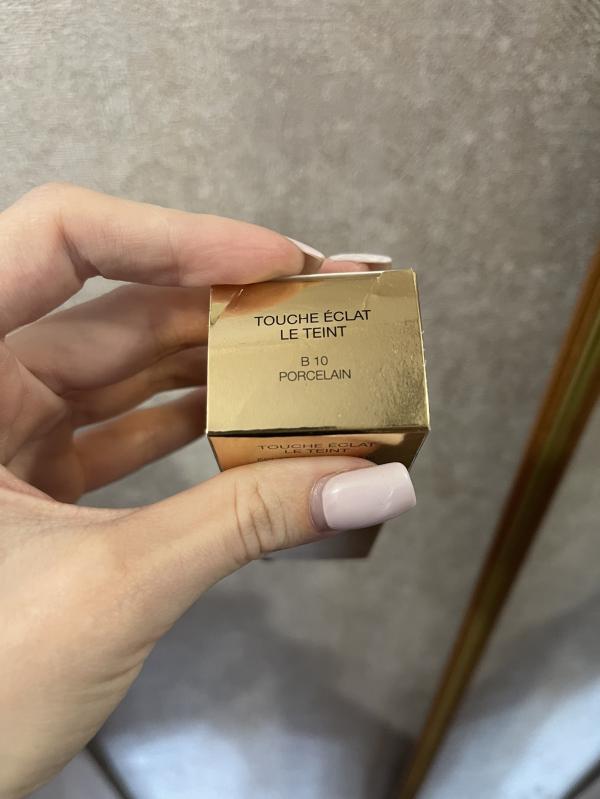 TOUCHE ÉCLAT
LE TEINT
B 10
PORCELAIN
TOUCHE ÉCLAT
LE TEINT